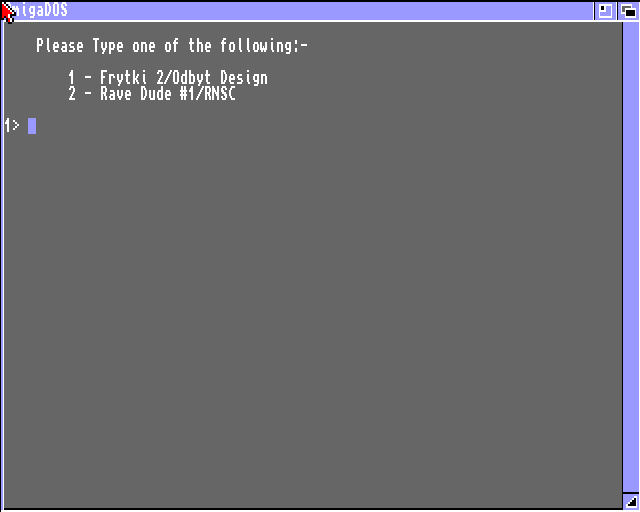 AmigaDOS
Please Type one of the following:-
1 - Frytki 2/Odbyt Design
2 - Rave Dude #1/RNSC
1>